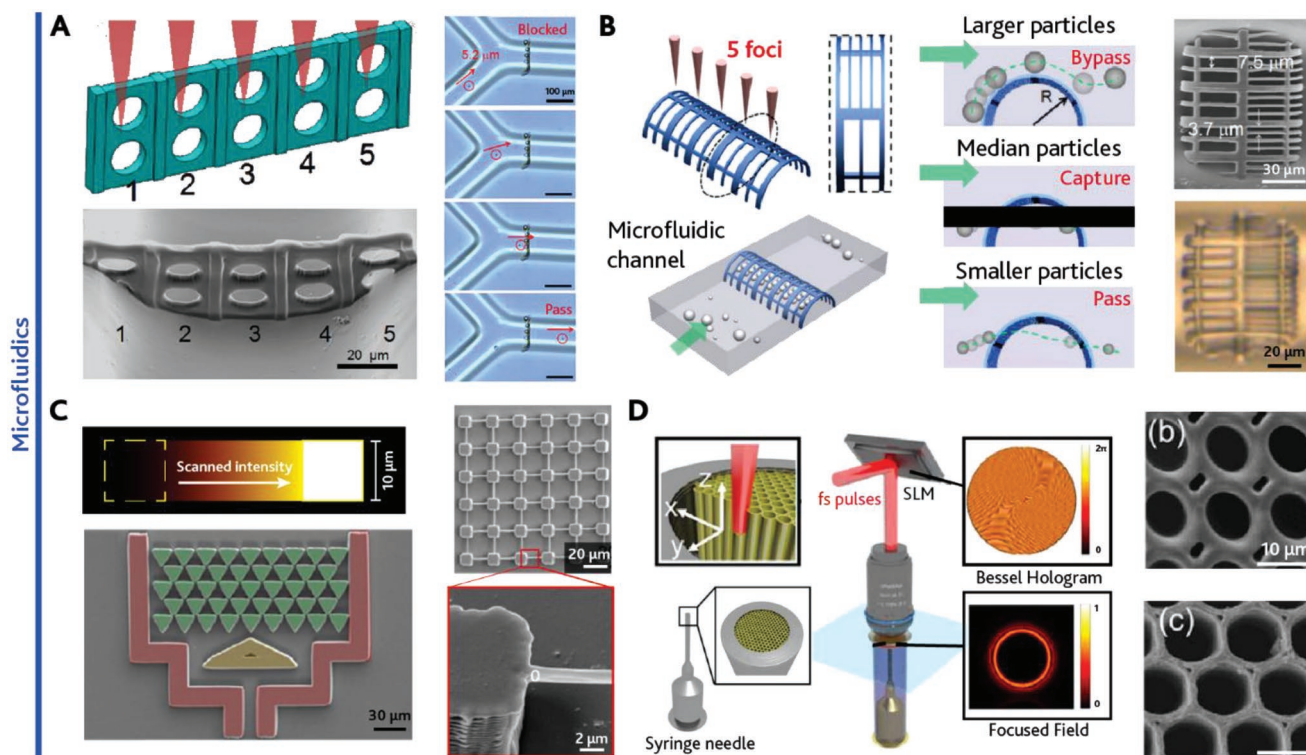 Microfluidics
A
1
2
3
4
5
1
2
3
4
5
20 μm
Blocked
5.2 μm
100 μm
Pass
B
5 foci
Microfluidic
channel
Larger particles
Bypass
R
Median particles
Capture
Smaller particles
Pass
7.5 μm
3.7 μm
30 μm
20 μm
C
Scanned intensity
10 μm
30 μm
20 μm
2 μm
D
z
x
y
fs pulses
SLM
2π
0
Bessel Hologram
1
0
Focused Field
Syringe needle
(b)
10 μm
(c)